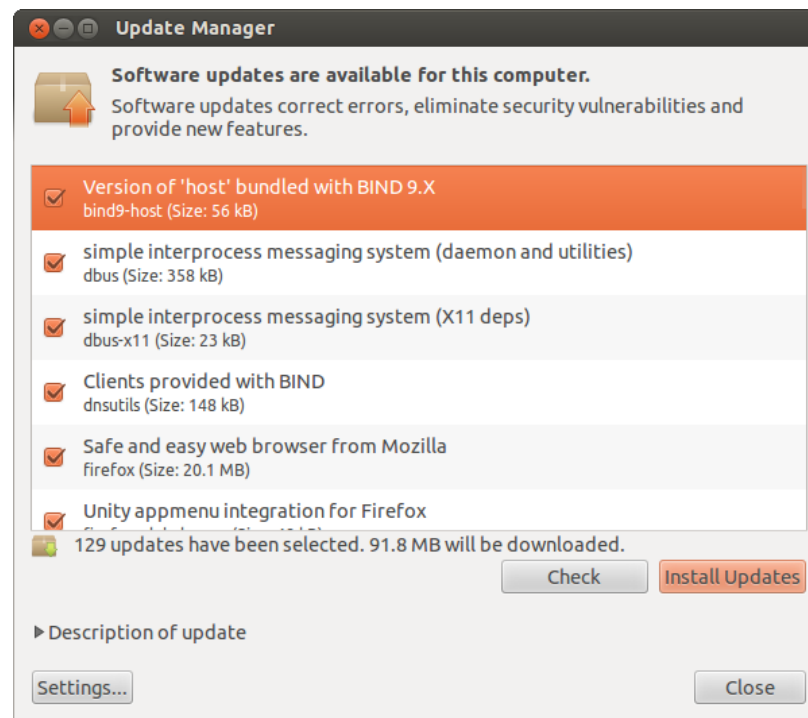 Update Manager
Software updates are available for this computer.
Software updates correct errors, eliminate security vulnerabilities and
provide new features.
Version of 'host' bundled with BIND 9.X
bind9-host (Size: 56 kB)
simple interprocess messaging system (daemon and utilities)
dbus (Size: 358 kB)
simple interprocess messaging system (X11 deps)
dbus-x11 (Size: 23 kB)
Clients provided with BIND
dnsutils (Size: 148 kB)
Safe and easy web browser from Mozilla
firefox (Size: 20.1 MB)
Unity appmenu integration for Firefox
129 updates have been selected. 91.8 MB will be downloaded.
Check Install Updates
Description of update
Settings... Close